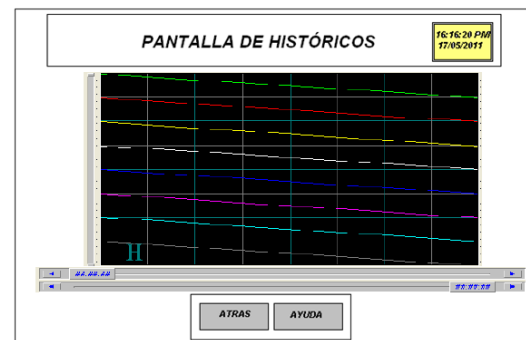 PANTALLA DE HISTÓRICOS
16:16:20 PM
17/05/2011
H
##:##:##
##:##:##
ATRAS
AYUDA